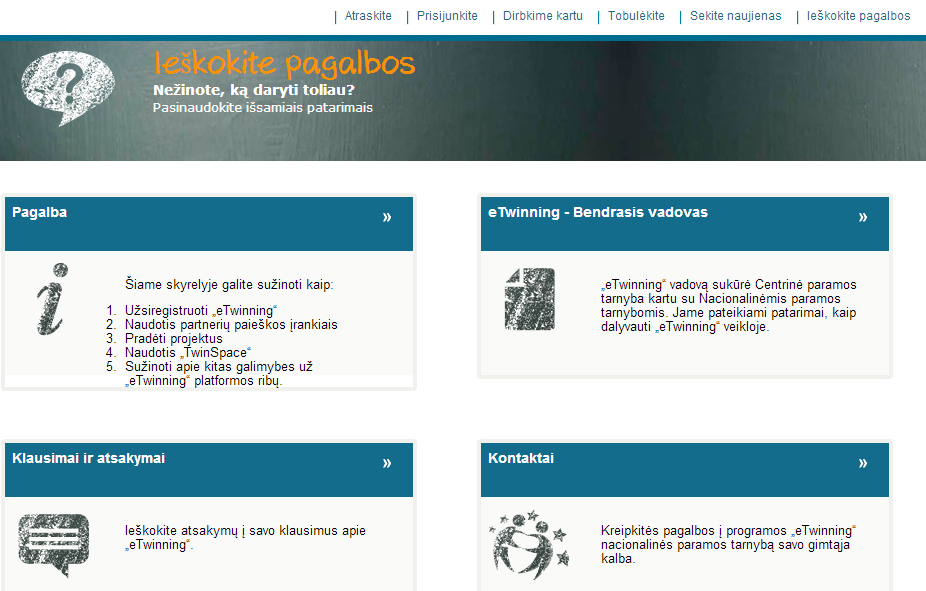 | Atraskite | Prisijunkite | Dirbkime kartu | Tobulėkite | Sekite naujienas | Ieškokite pagalbos
Ieškokite pagalbos
Nežinote, ką daryti toliau?
Pasinaudokite išsamiais patarimais
Pagalba »
Šiame skyrelyje galite sužinoti kaip:
1. Užsiregistruoti „eTwinning“
2. Naudotis partnerių paieškos įrankiais
3. Pradėti projektus
4. Naudotis „TwinSpace“
5. Sužinoti apie kitas galimybes už
„eTwinning“ platformos ribų.
eTwinning - Bendrasis vadovas »
„eTwinning“ vadovą sukūrė Centrinė paramos
tarnyba kartu su Nacionalinėmis paramos
tarnybomis. Jame pateikiami patarimai, kaip
dalyvauti „eTwinning“ veikloje.
Klausimai ir atsakymai »
Ieškokite atsakymų į savo klausimus apie
„eTwinning“.
Kontaktai »
Kreipkitės pagalbos į programos „eTwinning“
nacionalinės paramos tarnybą savo gimtąja
kalba.